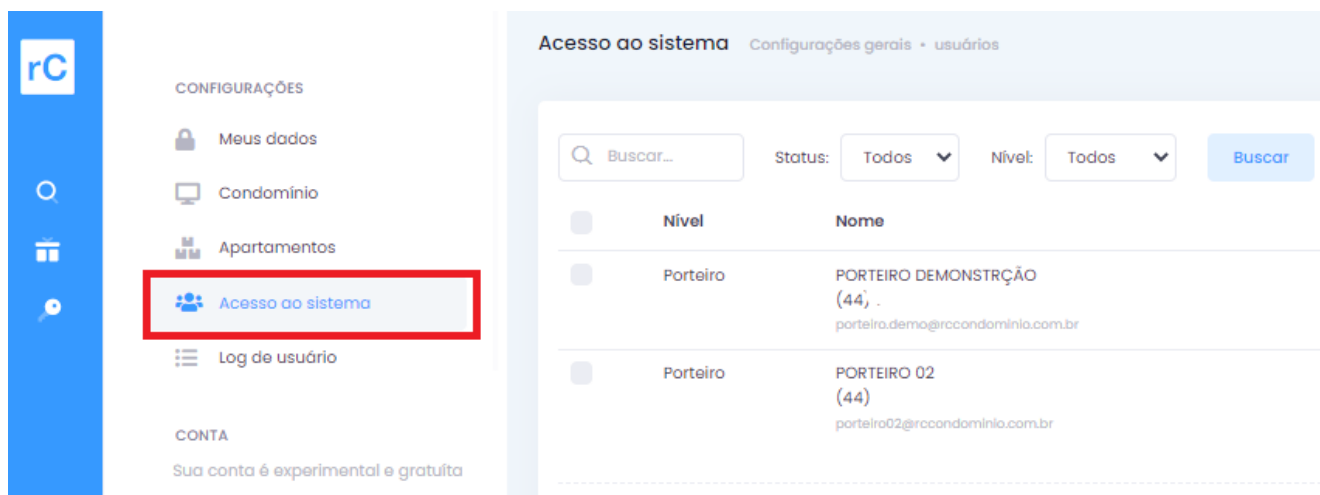 rC
CONFIGURAÇÕES
Meus dados
Condomínio
Apartamentos
Acesso ao sistema
Log de usuário
CONTA
Sua conta é experimental e gratuíta
Acesso ao sistema Configurações gerais • usuários
Buscar... Status: Todos Nível: Todos Buscar
Nível Nome
Porteiro PORTEIRO DEMONSTRÇÃO
(44) .
porteiro.demo@rccondominio.com.br
Porteiro PORTEIRO 02
(44)
porteiro02@rccondominio.com.br